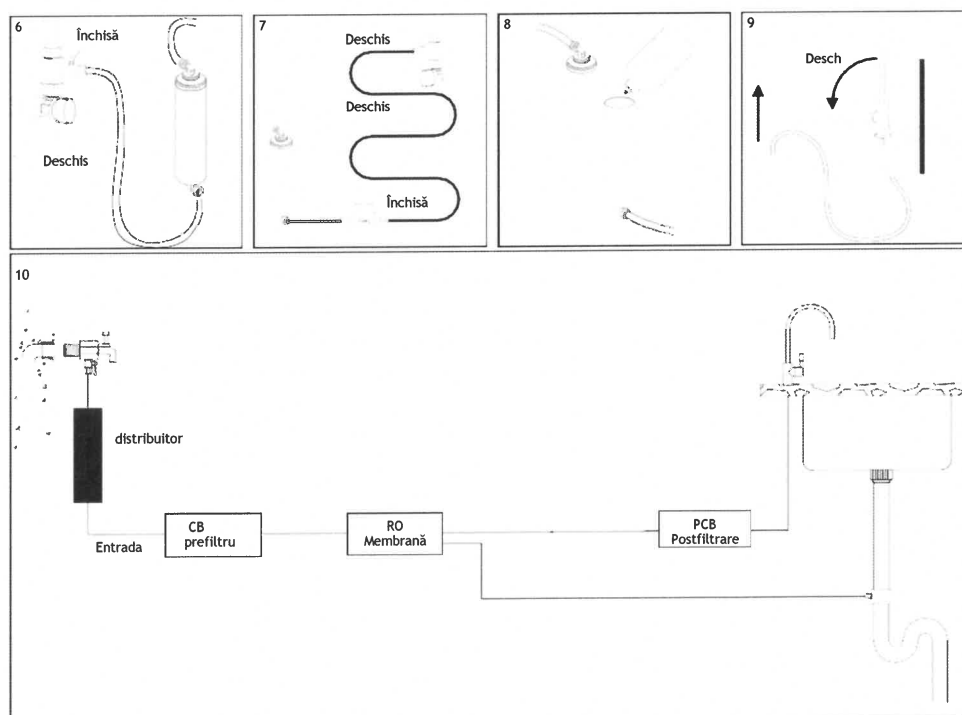 6
Închisă
Deschis
7
Deschis
Deschis
Închisă
8
9
Desch
10
distribuitor
Entrada
CB
prefiltru
RO
Membrană
PCB
Postfiltrare